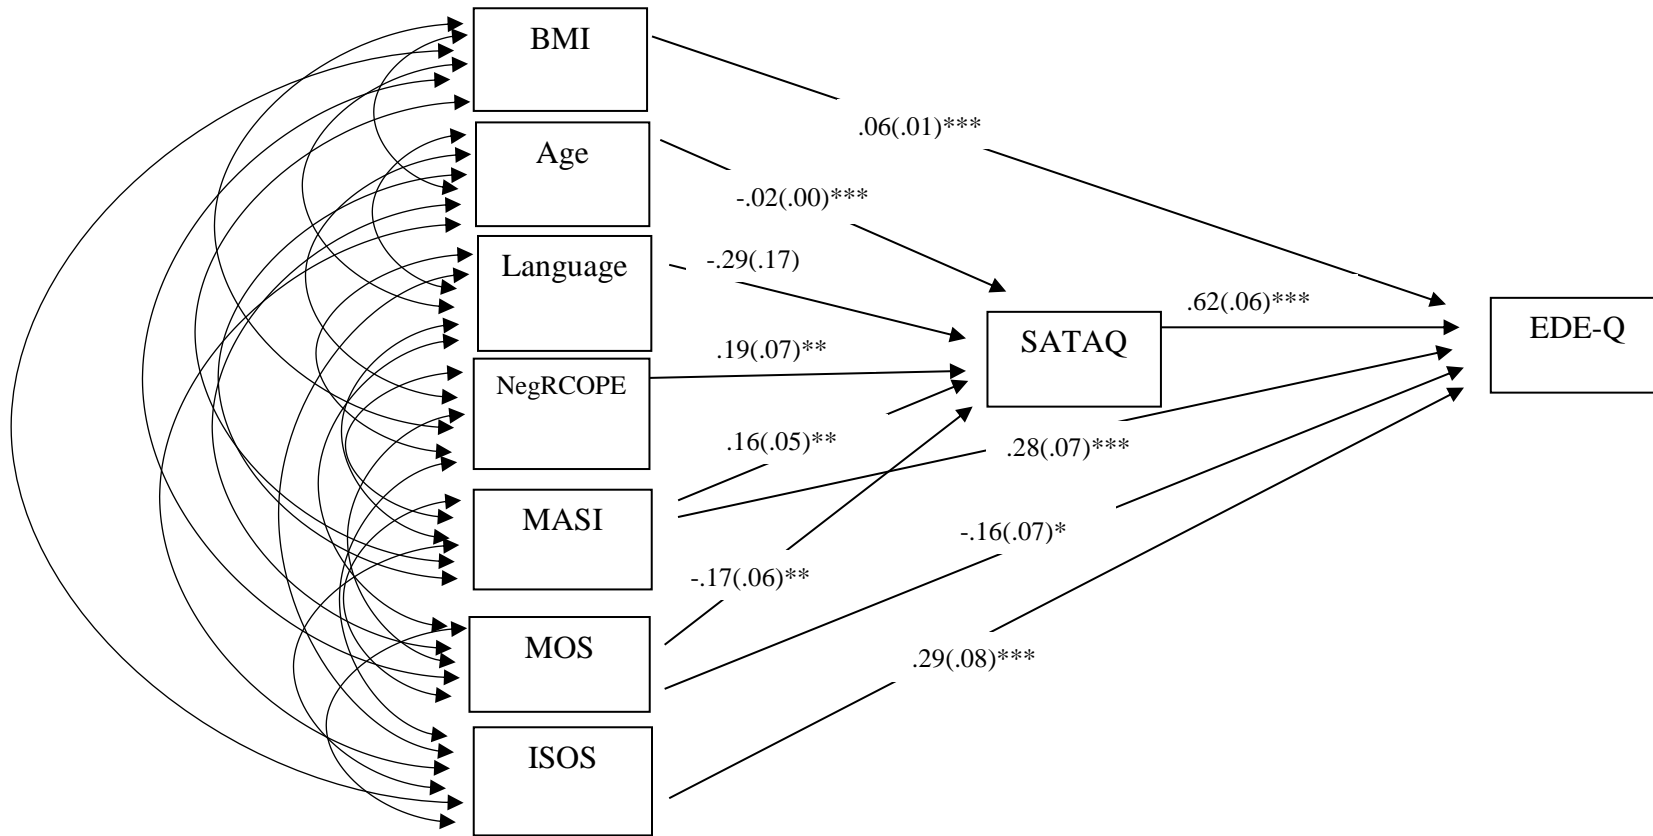 BMI
.06(.01)***
Age
-.02(.00)***
Language
-.29(.17)
.62(.06)***
EDE-Q
SATAQ
.19(.07)**
NegRCOPE
.16(.05)**
.28(.07)***
MASI
-.16(.07)*
-.17(.06)**
MOS
.29(.08)***
ISOS